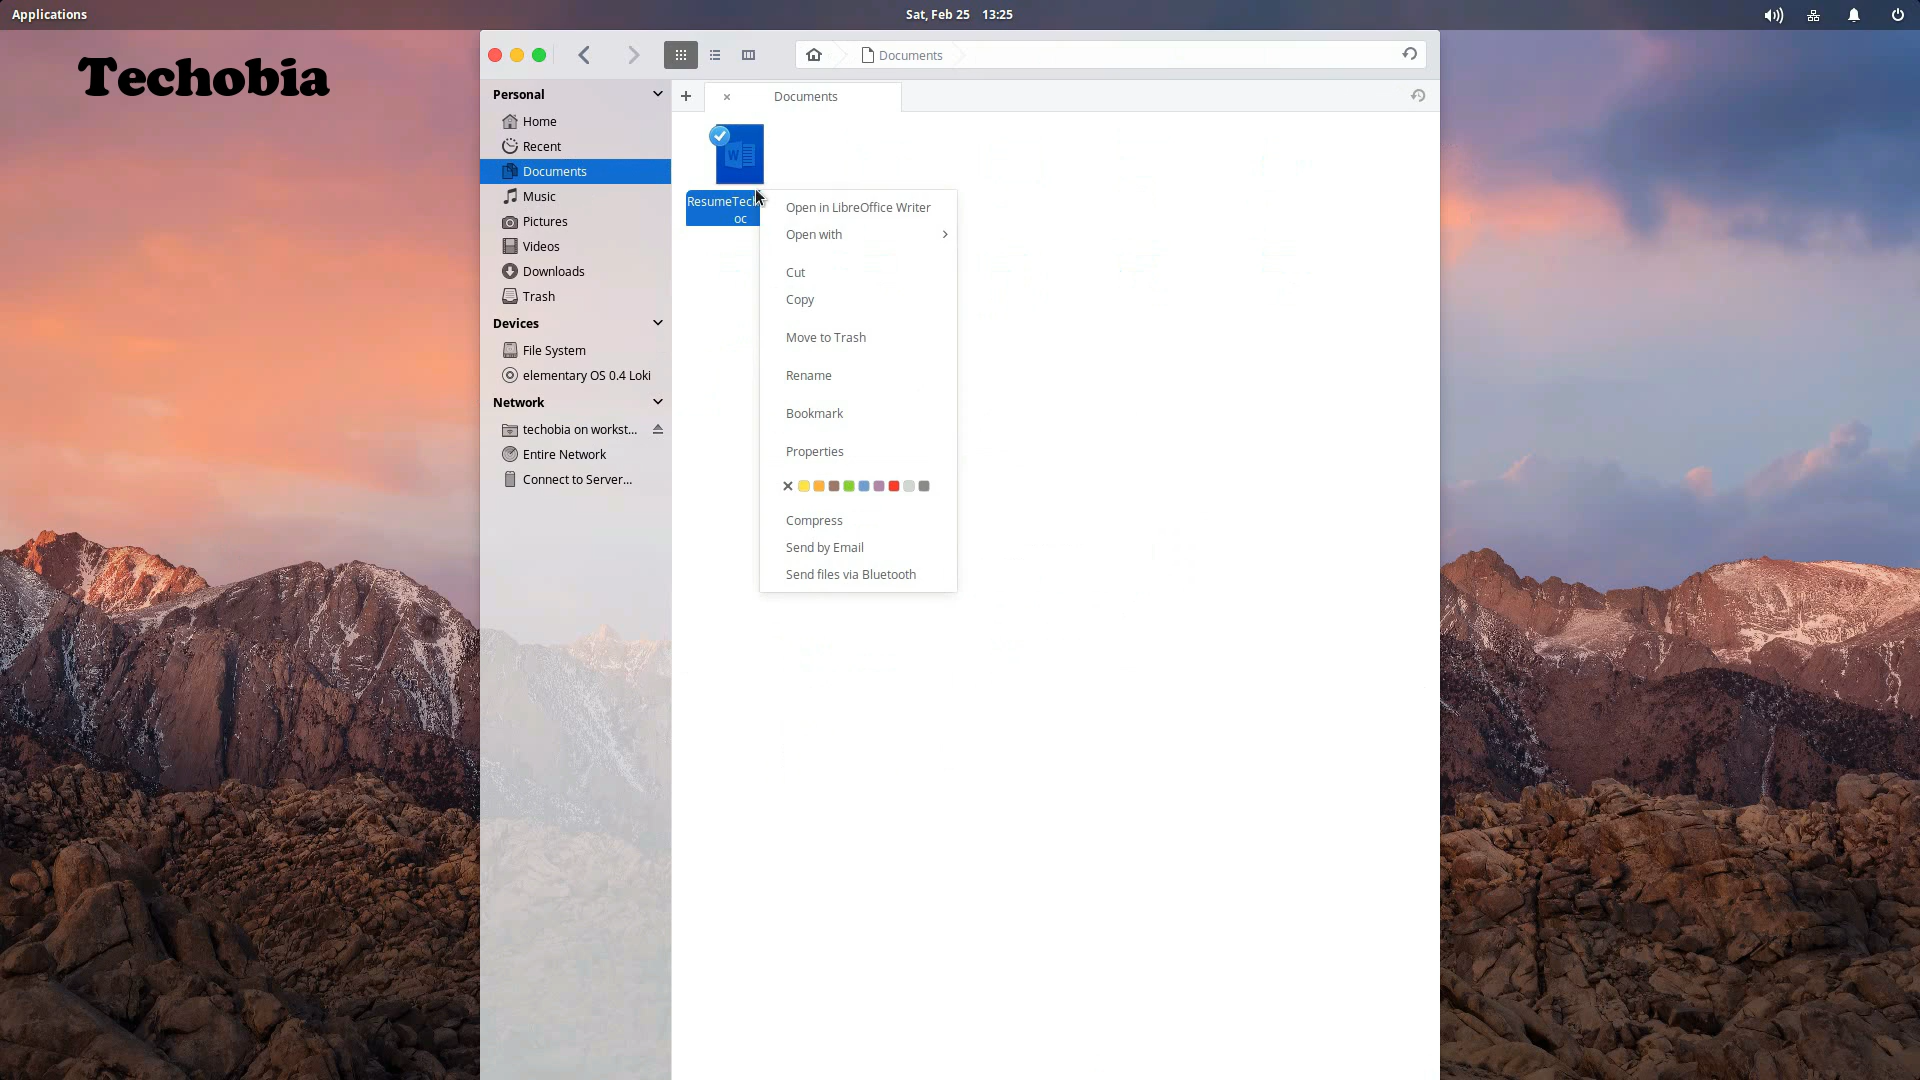 Applications
Sat, Feb 25 13:25
Techobia
Documents
Personal
Home
Recent
Documents
Music
Pictures
Videos
Downloads
Trash
Devices
File System
elementary OS 0.4 Loki
Network
techobia on workst...
Entire Network
Connect to Server...
Documents
W
oc
Open in LibreOffice Writer
Open with
Cut
Copy
Move to Trash
Rename
Bookmark
Properties
Compress
Send by Email
Send files via Bluetooth